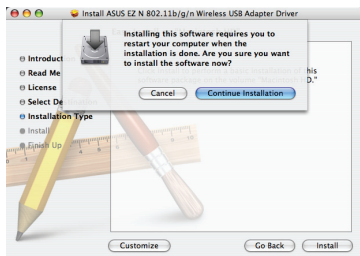 Install ASUS EZ N 802.11b/g/n Wireless USB Adapter Driver
Installing this software requires you to
restart your computer when the
installation is done. Are you sure you want
to install the software now?
Cancel
Continue Installation
Introduct
Read Me
License
Select De
Installation Type
Install
Finish Up
Customize
Go Back
Install